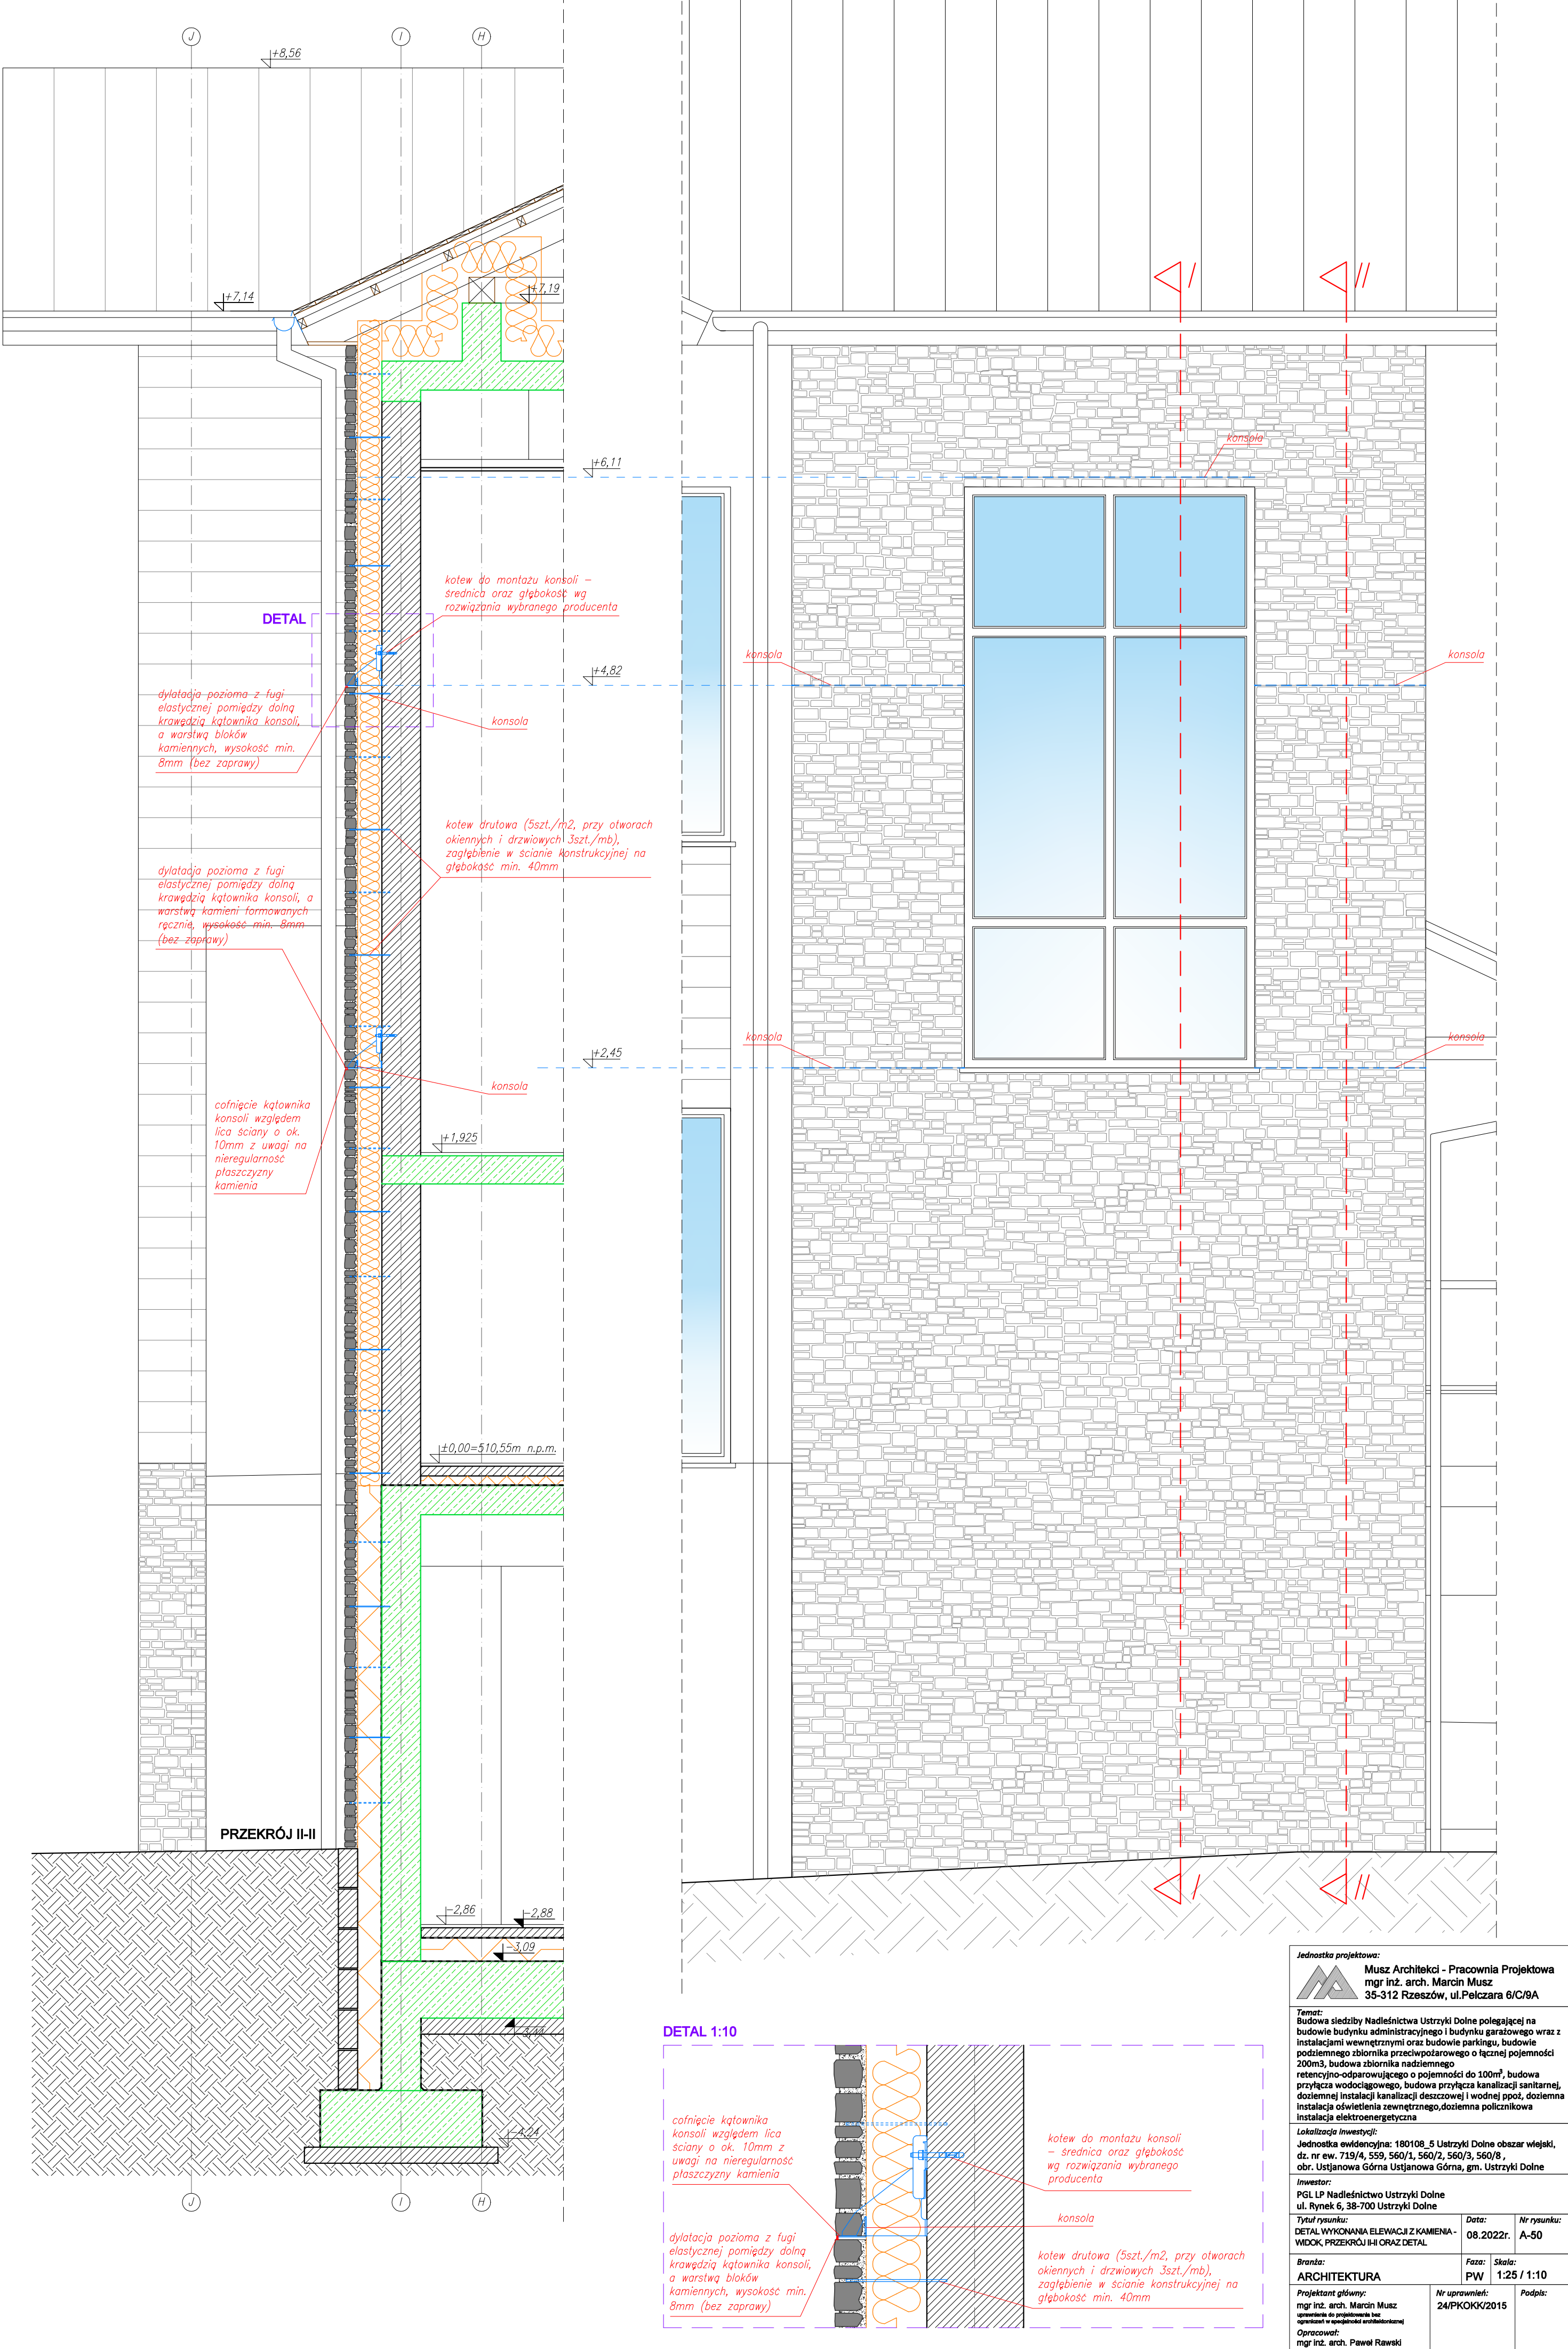 J
I
H
+8,56
+7,14
+7,19
+6,11
konsola
kotew do montażu konsoli –
średnica oraz głębokość wg
rozwiązania wybranego producenta
DETAL
+4,82
konsola
konsola
dylatacja pozioma z fugi
elastycznej pomiędzy dolną
krawędzią kątownika konsoli,
a warstwą bloków
kamiennych, wysokość min.
8mm (bez zaprawy)
konsola
kotew drutowa (5szt./m2, przy otworach
okiennych i drzwiowych 3szt./mb),
zagłębienie w ścianie konstrukcyjnej na
głębokość min. 40mm
dylatacja pozioma z fugi
elastycznej pomiędzy dolną
krawędzią kątownika konsoli, a
warstwą kamieni formowanych
ręcznie, wysokość min. 8mm
(bez zaprawy)
+2,45
konsola
konsola
konsola
cofnięcie kątownika
konsoli względem
lica ściany o ok.
10mm z uwagi na
nieregularność
płaszczyzny
kamienia
+1,925
±0,00=510,55m n.p.m.
I
II
PRZEKRÓJ II-II
I
II
-2,86
-2,88
-3,09
-4,24
J
I
H
DETAL 1:10
cofnięcie kątownika
konsoli względem lica
ściany o ok. 10mm z
uwagi na nieregularność
płaszczyzny kamienia
dylatacja pozioma z fugi
elastycznej pomiędzy dolną
krawędzią kątownika konsoli,
a warstwą bloków
kamiennych, wysokość min.
8mm (bez zaprawy)
kotew do montażu konsoli
– średnica oraz głębokość
wg rozwiązania wybranego
producenta
konsola
kotew drutowa (5szt./m2, przy otworach
okiennych i drzwiowych 3szt./mb),
zagłębienie w ścianie konstrukcyjnej na
głębokość min. 40mm
Jednostka projektowa:
Musz Architekci - Pracownia Projektowa
mgr inż. arch. Marcin Musz
35-312 Rzeszów, ul.Pelczara 6/C/9A
Temat:
Budowa siedziby Nadleśnictwa Ustrzyki Dolne polegającej na
budowie budynku administracyjnego i budynku garażowego wraz z
instalacjami wewnętrznymi oraz budowie parkingu, budowie
podziemnego zbiornika przeciwpożarowego o łącznej pojemności
200m3, budowa zbiornika nadziemnego
retencyjno-odparowującego o pojemności do 100m³, budowa
przyłącza wodociągowego, budowa przyłącza kanalizacji sanitarnej,
doziemnej instalacji kanalizacji deszczowej i wodnej ppoż, doziemna
instalacja oświetlenia zewnętrznego,doziemna policznikowa
instalacja elektroenergetyczna
Lokalizacja inwestycji:
Jednostka ewidencyjna: 180108_5 Ustrzyki Dolne obszar wiejski,
dz. nr ew. 719/4, 559, 560/1, 560/2, 560/3, 560/8 ,
obr. Ustjanowa Górna Ustjanowa Górna, gm. Ustrzyki Dolne
Inwestor:
PGL LP Nadleśnictwo Ustrzyki Dolne
ul. Rynek 6, 38-700 Ustrzyki Dolne
Tytuł rysunku:
DETAL WYKONANIA ELEWACJI Z KAMIENIA -
WIDOK, PRZEKRÓJ II-II ORAZ DETAL
Data:
08.2022r.
Nr rysunku:
A-50
Branża:
ARCHITEKTURA
Faza:
PW
Skala:
1:25 / 1:10
Projektant główny:
mgr inż. arch. Marcin Musz
uprawnienia do projektowania bez
ograniczeń w specjalności architektonicznej
Nr uprawnień:
24/PKOKK/2015
Podpis:
Opracował:
mgr inż. arch. Paweł Rawski